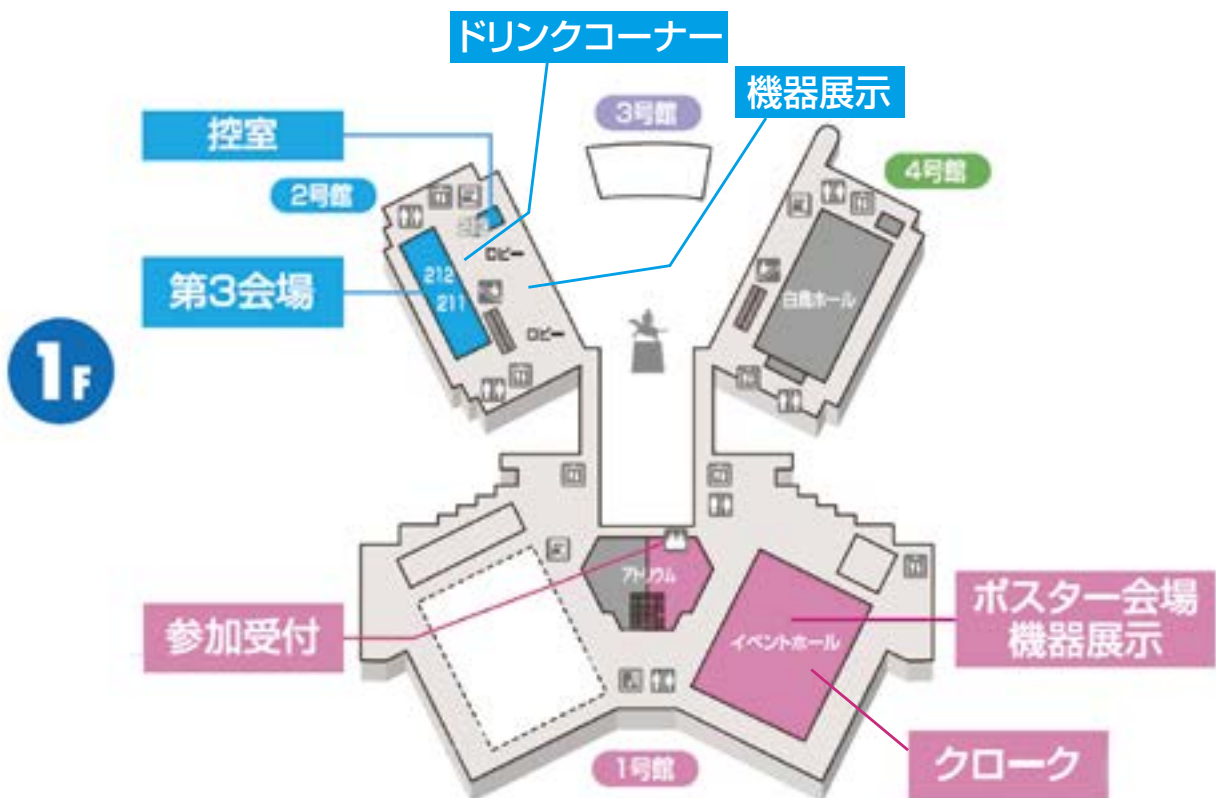 ドリンクコーナー
機器展示
3号館
控室
4号館
2号館
ロビー
第3会場
212
211
白鳥ホール
ロビー
1F
アトリウム
参加受付
イベントホール
ポスター会場
機器展示
クローク
1号館